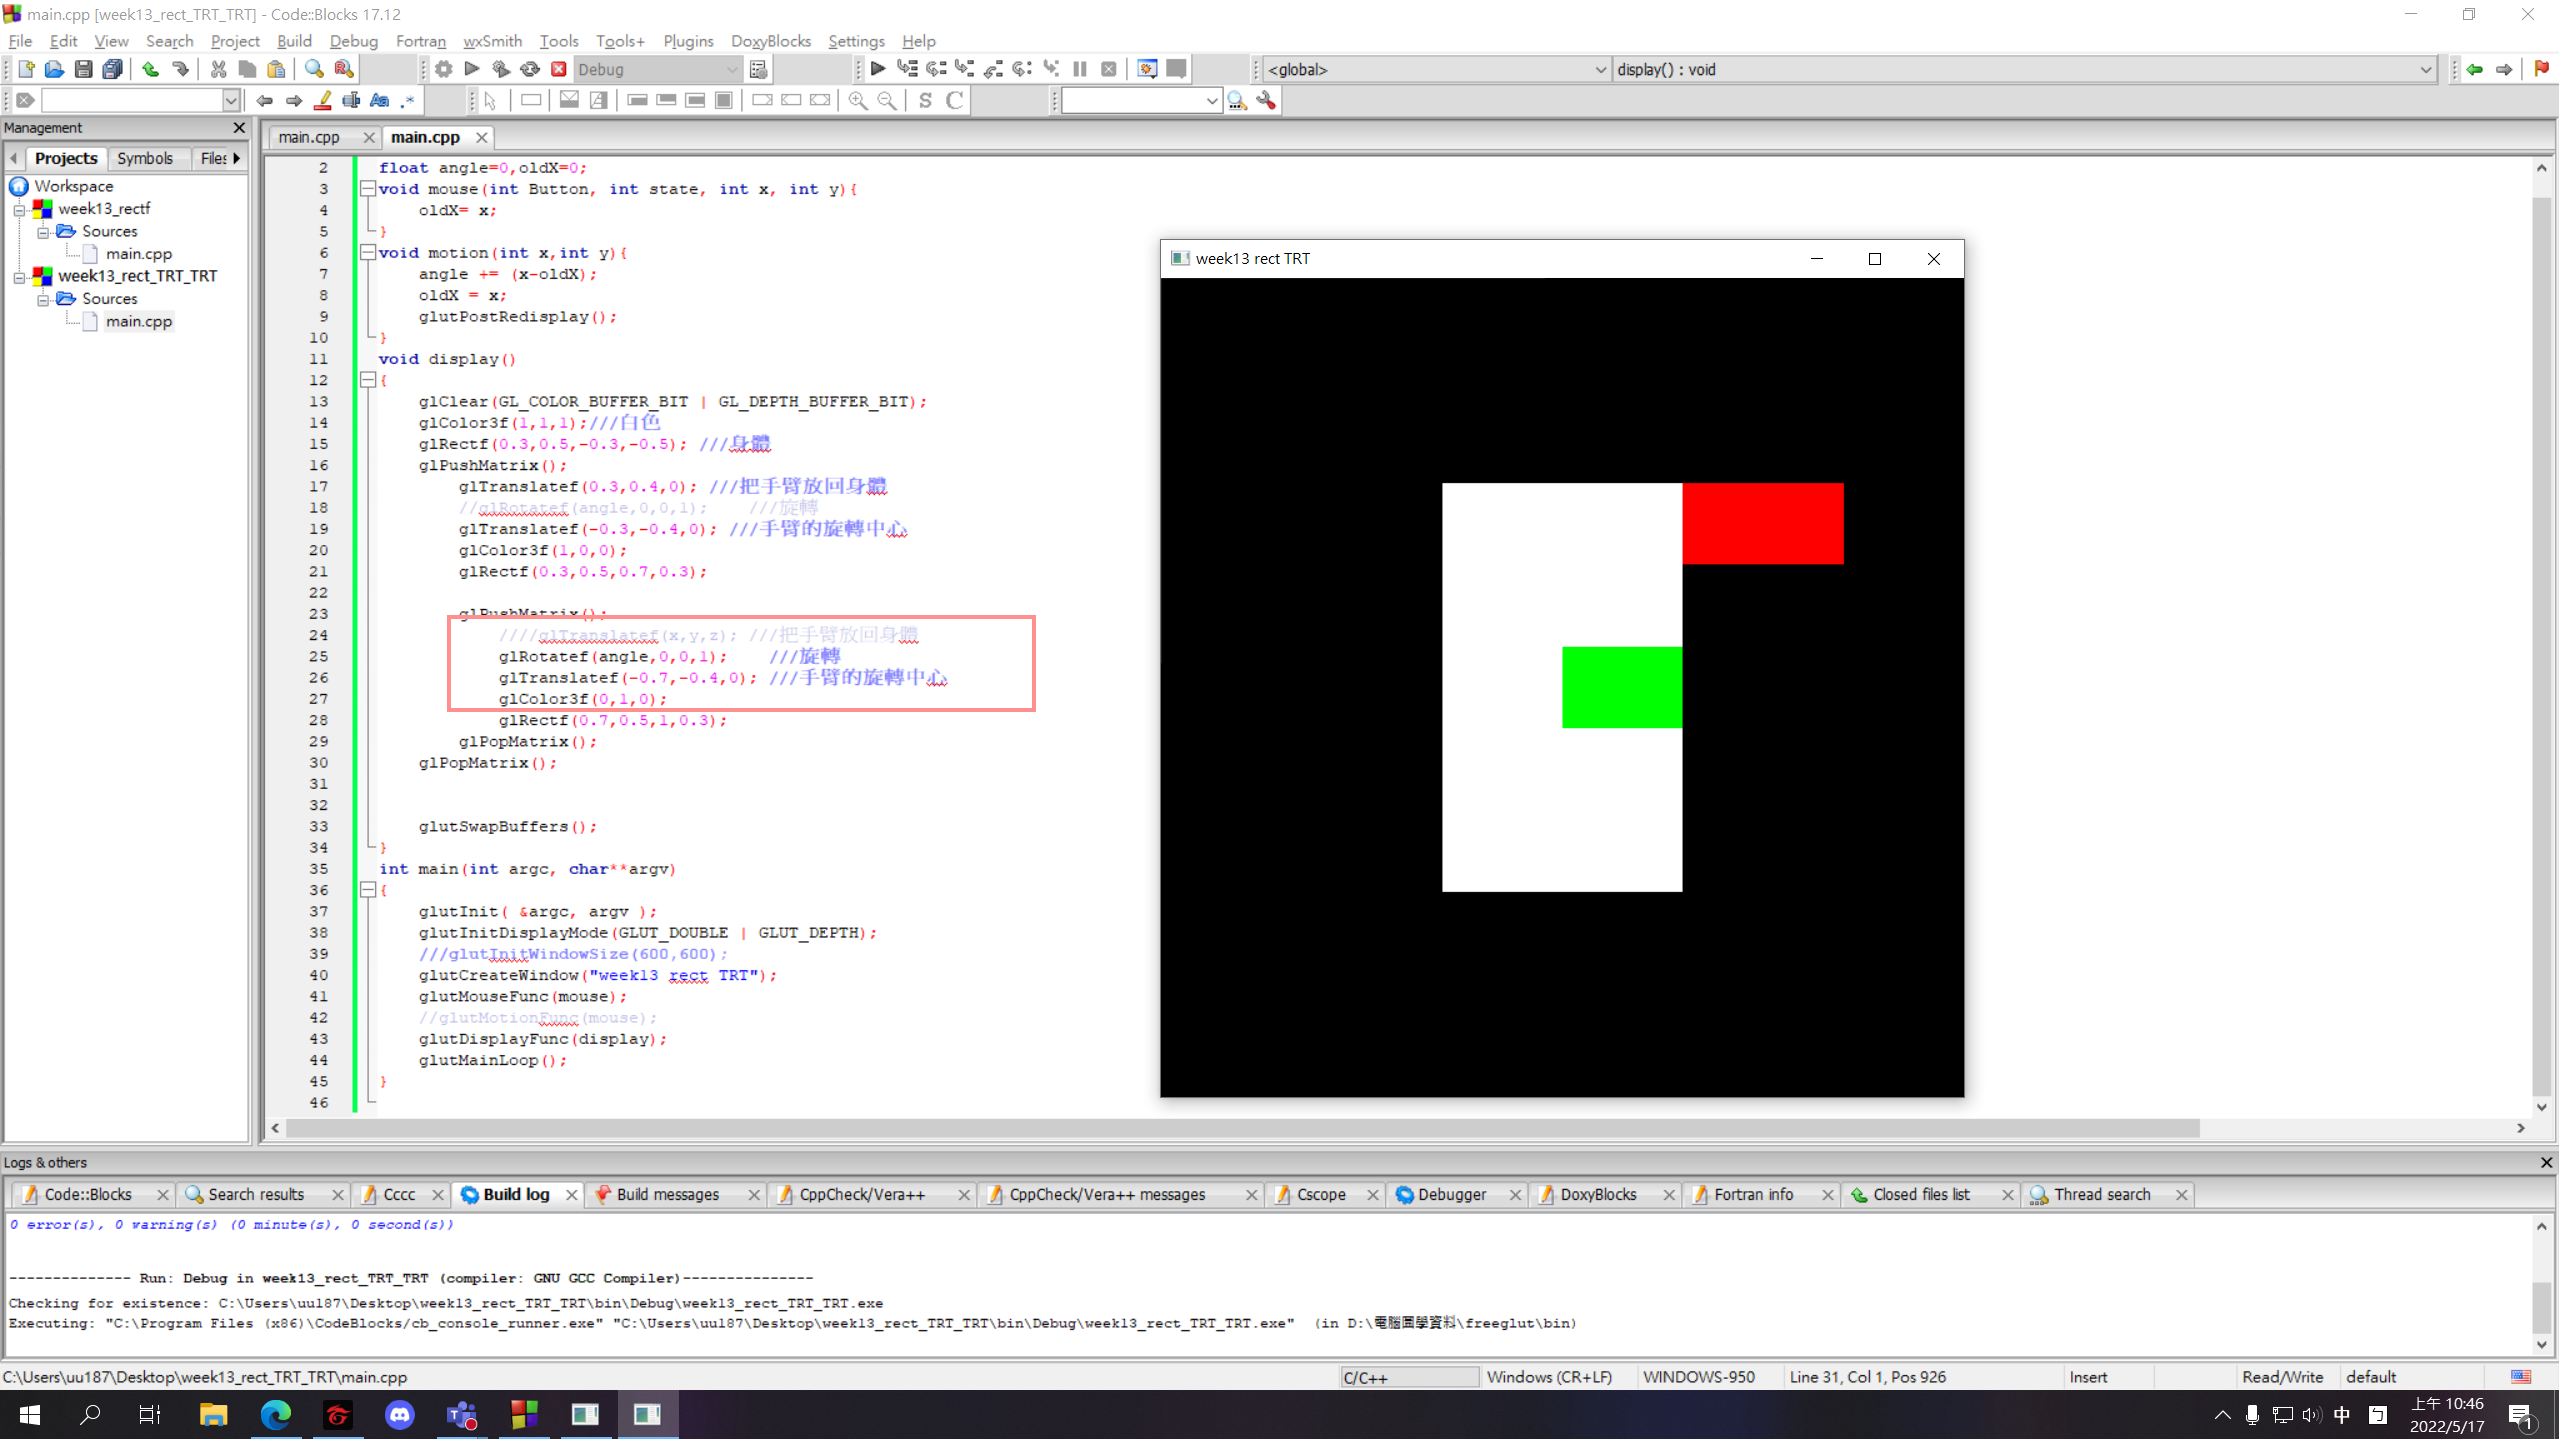 main.cpp [week13_rect_TRT_TRT] - Code::Blocks 17.12
File Edit View Search Project Build Debug Fortran wxSmith Tools Tools+ Plugins DoxyBlocks Settings Help
Debug <global> display() : void
S C
Management
main.cpp main.cpp
Projects Symbols Files
Workspace
week13_rectf
Sources
main.cpp
week13_rect_TRT_TRT
Sources
main.cpp
2 float angle=0,oldX=0;
3 void mouse(int Button, int state, int x, int y){
4 oldX= x;
5 }
6 void motion(int x,int y){
7 angle += (x-oldX);
8 oldX = x;
9 glutPostRedisplay();
10 }
11 void display()
12 {
13 glClear(GL_COLOR_BUFFER_BIT | GL_DEPTH_BUFFER_BIT);
14 glColor3f(1,1,1);///白色
15 glRectf(0.3,0.5,-0.3,-0.5); ///身體
16 glPushMatrix();
17 glTranslatef(0.3,0.4,0); ///把手臂放回身體
18 //glRotatef(angle,0,0,1); ///旋轉
19 glTranslatef(-0.3,-0.4,0); ///手臂的旋轉中心
20 glColor3f(1,0,0);
21 glRectf(0.3,0.5,0.7,0.3);
22
23 glPushMatrix();
24 ////glTranslatef(x,y,z); ///把手臂放回身體
25 glRotatef(angle,0,0,1); ///旋轉
26 glTranslatef(-0.7,-0.4,0); ///手臂的旋轉中心
27 glColor3f(0,1,0);
28 glRectf(0.7,0.5,1,0.3);
29 glPopMatrix();
30 glPopMatrix();
31
32
33 glutSwapBuffers();
34 }
35 int main(int argc, char**argv)
36 {
37 glutInit( &argc, argv );
38 glutInitDisplayMode(GLUT_DOUBLE | GLUT_DEPTH);
39 ///glutInitWindowSize(600,600);
40 glutCreateWindow("week13 rect TRT");
41 glutMouseFunc(mouse);
42 //glutMotionFunc(mouse);
43 glutDisplayFunc(display);
44 glutMainLoop();
45 }
46
week13 rect TRT
Logs & others
Code::Blocks Search results Cccc Build log Build messages CppCheck/Vera++ CppCheck/Vera++ messages Cscope Debugger DoxyBlocks Fortran info Closed files list Thread search
0 error(s), 0 warning(s) (0 minute(s), 0 second(s))
-------------- Run: Debug in week13_rect_TRT_TRT (compiler: GNU GCC Compiler)---------------
Checking for existence: C:\Users\uu187\Desktop\week13_rect_TRT_TRT\bin\Debug\week13_rect_TRT_TRT.exe
Executing: "C:\Program Files (x86)\CodeBlocks/cb_console_runner.exe" "C:\Users\uu187\Desktop\week13_rect_TRT_TRT\bin\Debug\week13_rect_TRT_TRT.exe" (in D:\電腦圖學資料\freeglut\bin)
C:\Users\uu187\Desktop\week13_rect_TRT_TRT\main.cpp C/C++ Windows (CR+LF) WINDOWS-950 Line 31, Col 1, Pos 926 Insert Read/Write default
中 ㄅ 上午 10:46
2022/5/17
1